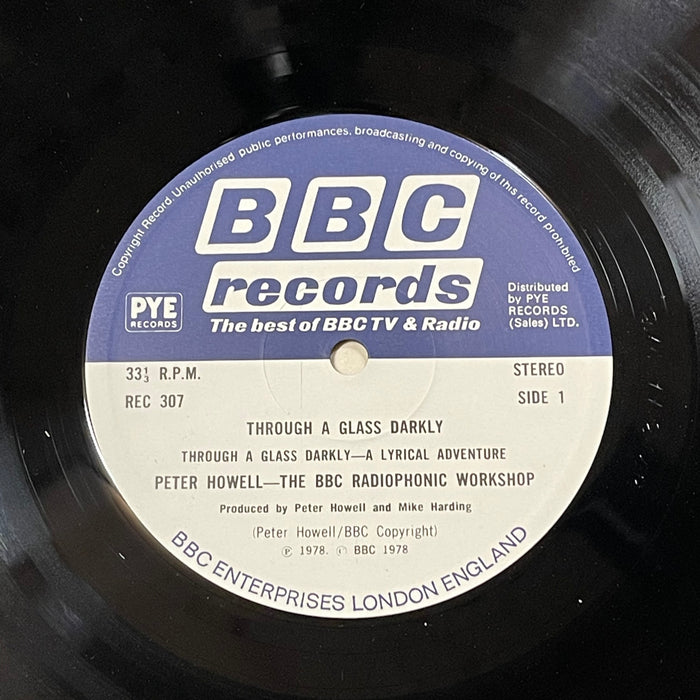 Copyright Record. Unauthorised public performances, broadcasting and copying of this record prohibited
BBC
records
The best of BBC TV & Radio
PYE
RECORDS
Distributed
by PYE
RECORDS
(Sales) LTD.
33⅓ R.P.M.
STEREO
REC 307
SIDE 1
THROUGH A GLASS DARKLY
THROUGH A GLASS DARKLY—A LYRICAL ADVENTURE
PETER HOWELL—THE BBC RADIOPHONIC WORKSHOP
Produced by Peter Howell and Mike Harding
(Peter Howell/BBC Copyright)
℗ 1978. © BBC 1978
BBC ENTERPRISES LONDON ENGLAND